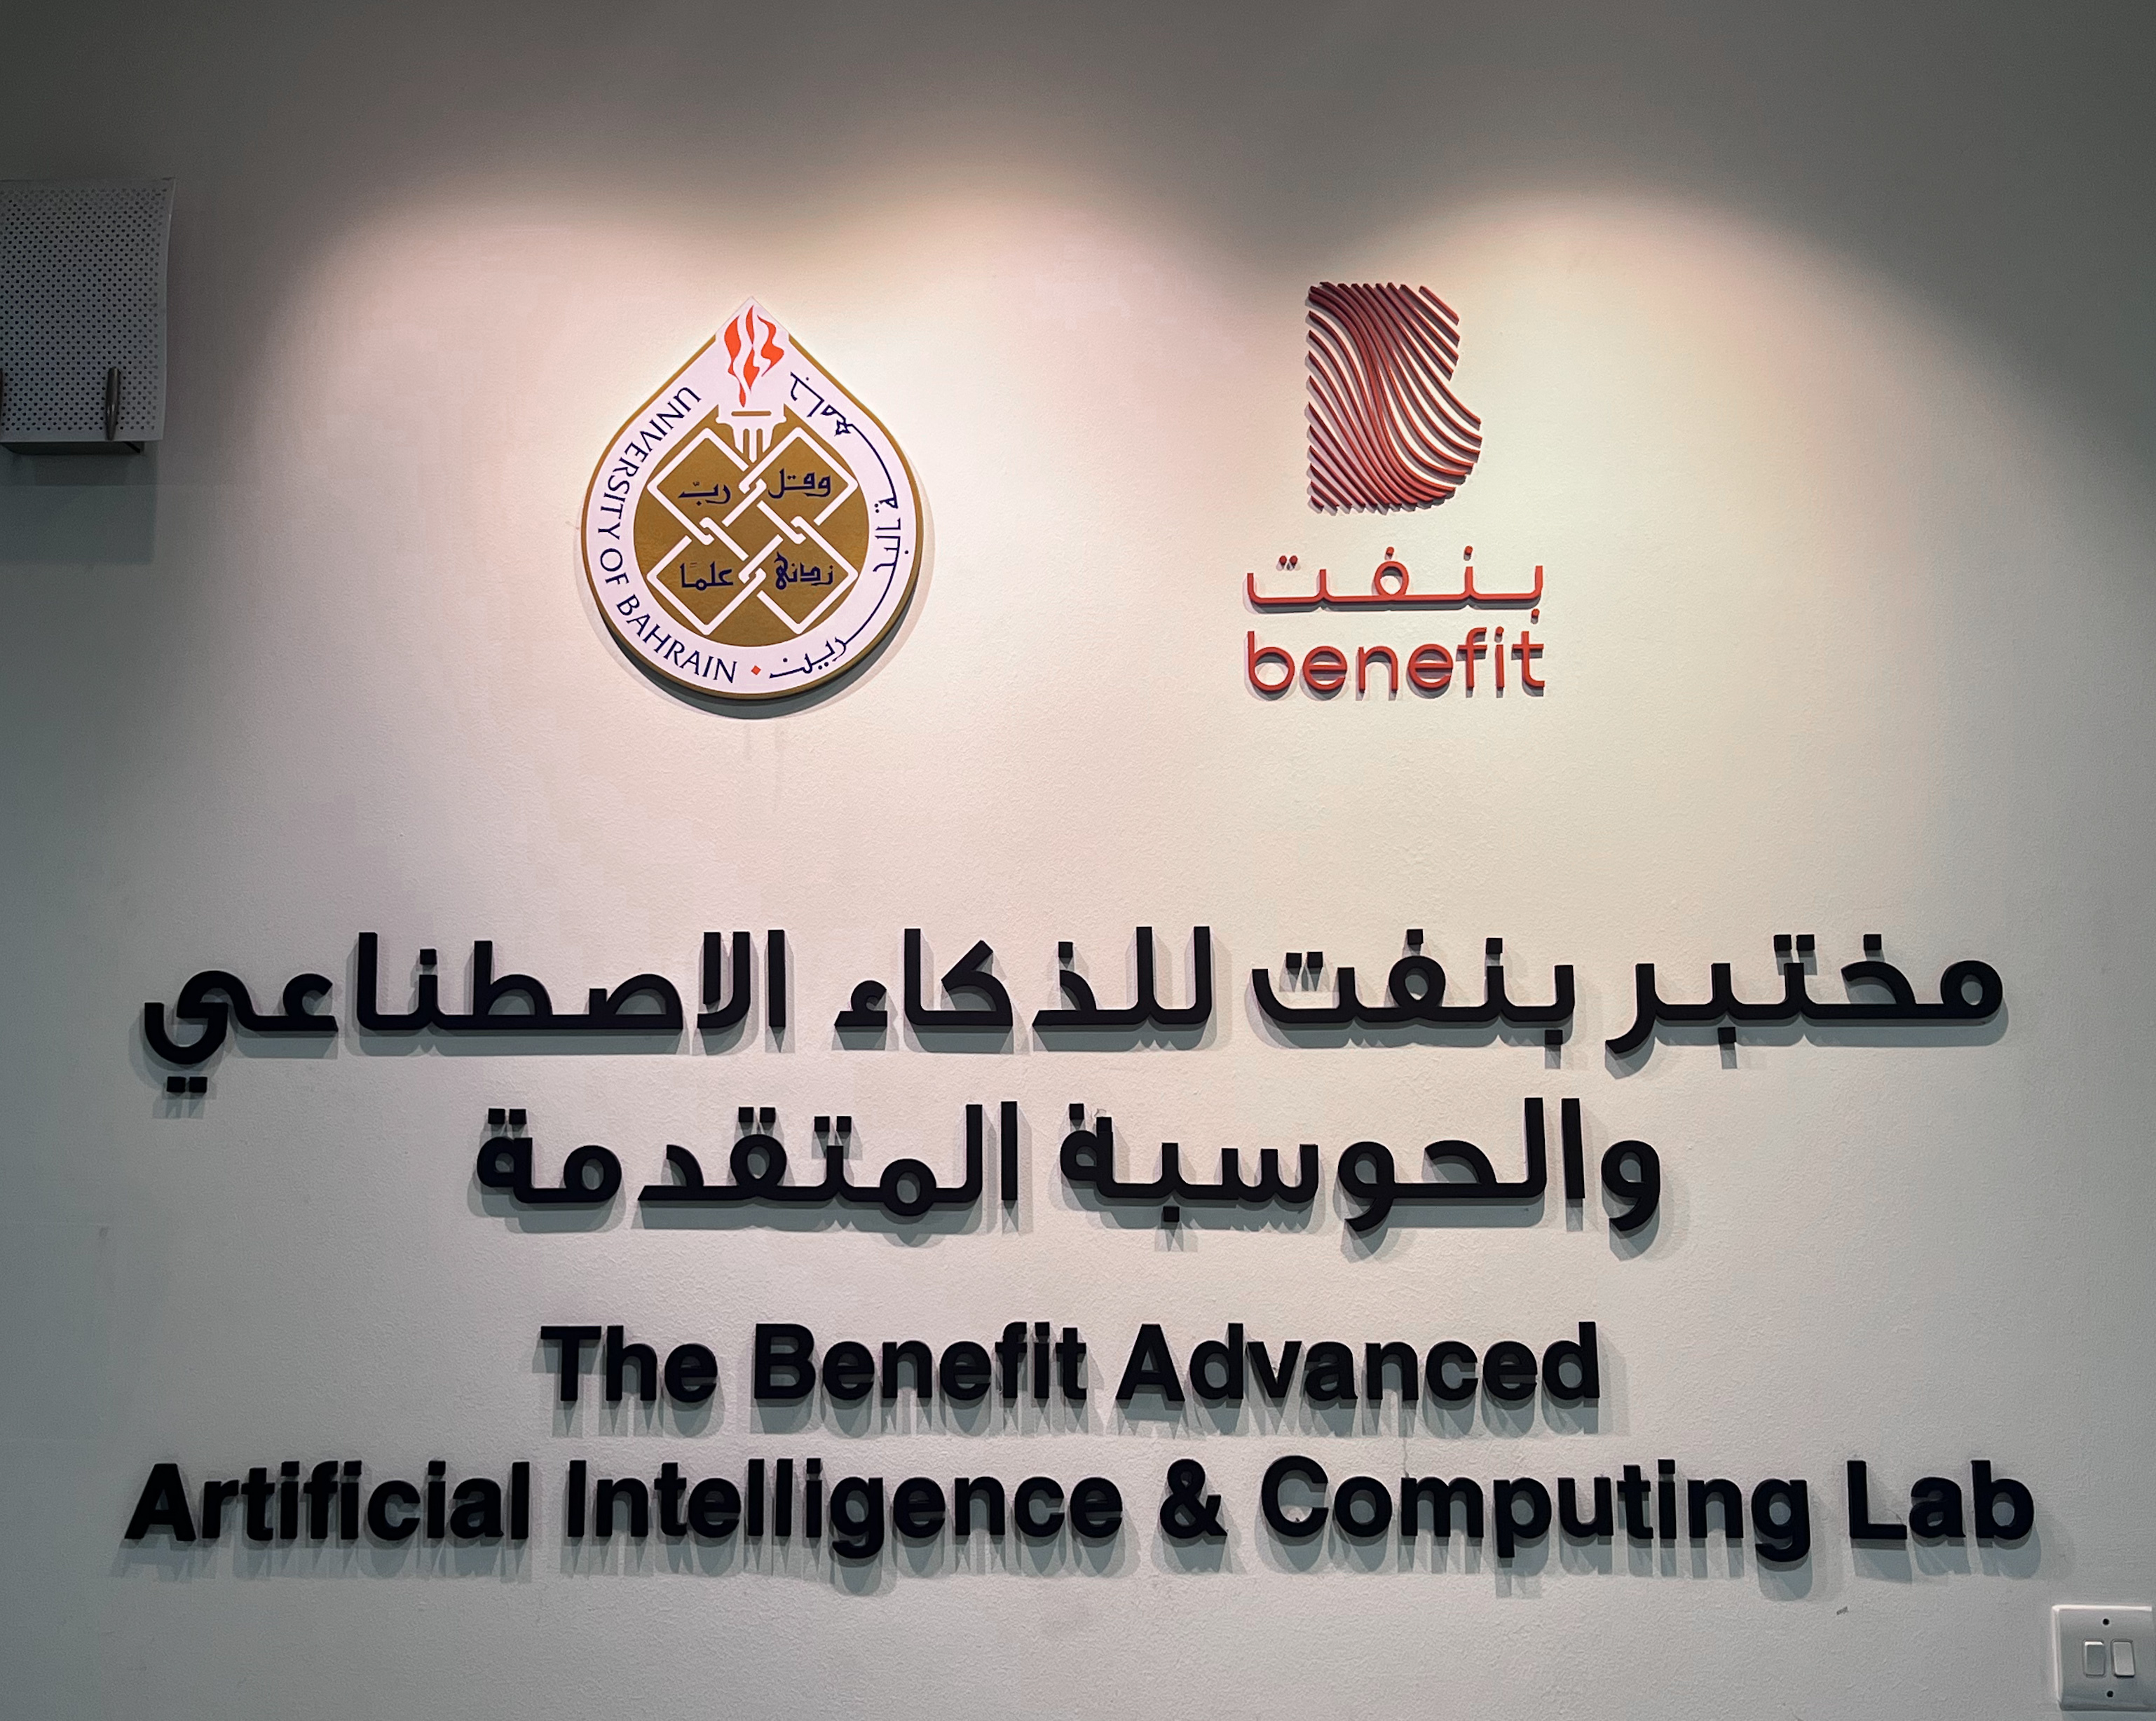 UNIVERSITY OF BAHRAIN
جامعة البحرين
وقل رب
زدني علما
بنفت
benefit
مختبر بنفت للذكاء الاصطناعي
والحوسبة المتقدمة
The Benefit Advanced
Artificial Intelligence & Computing Lab